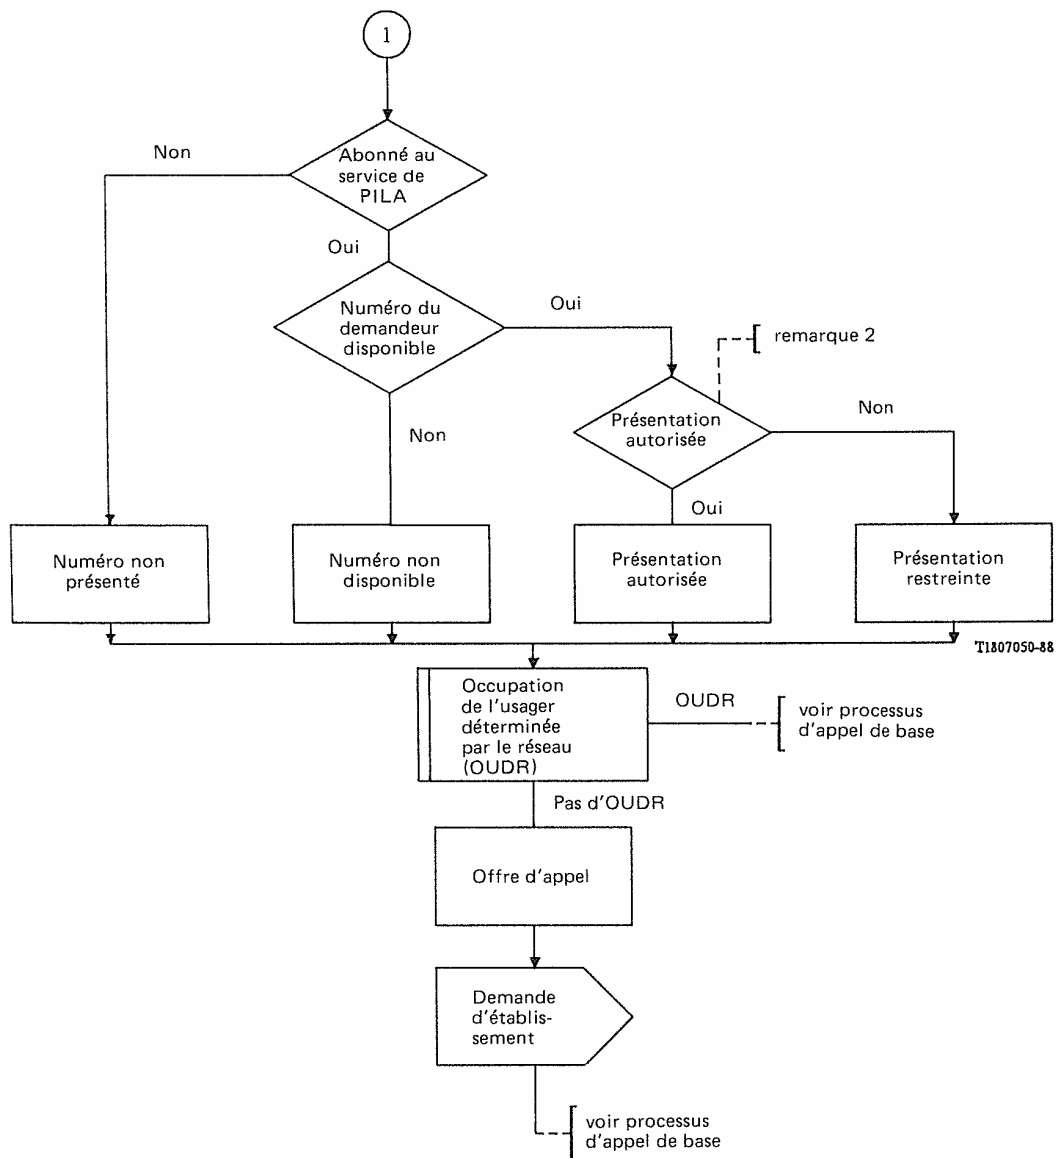 1
Abonné au
service de
PILA
Non
Oui
Numéro du
demandeur
disponible
Oui
remarque 2
Non
Présentation
autorisée
Non
Oui
Numéro non
présenté
Numéro non
disponible
Présentation
autorisée
Présentation
restreinte
T1807050-88
Occupation
de l'usager
déterminée
par le réseau
(OUDR)
OUDR
voir processus
d'appel de base
Pas d'OUDR
Offre d'appel
Demande
d'établis-
sement
voir processus
d'appel de base